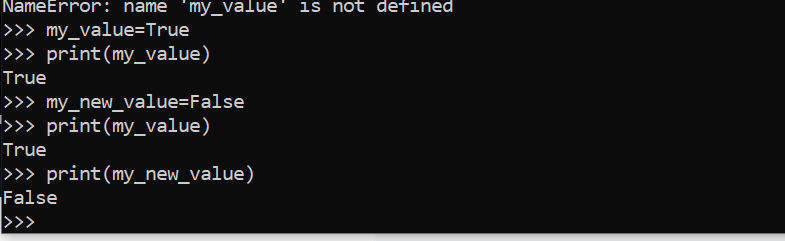 NameError: name 'my_value' is not defined
>>> my_value=True
>>> print(my_value)
True
>>> my_new_value=False
>>> print(my_value)
True
>>> print(my_new_value)
False
>>>